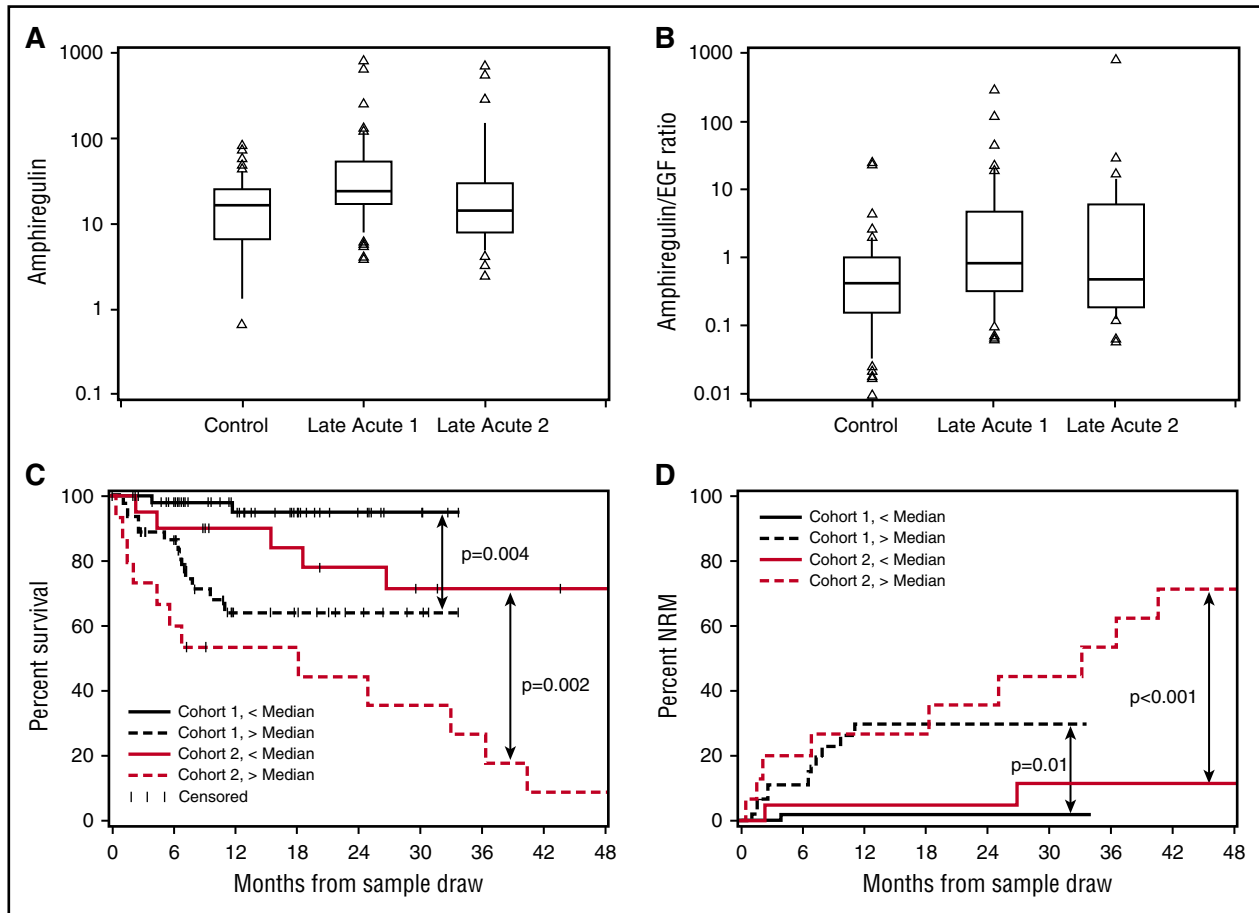 A
1000
100
10
1
0.1
Amphiregulin
Control
Late Acute 1
Late Acute 2
B
1000
100
10
1
0.1
0.01
Amphiregulin/EGF ratio
Control
Late Acute 1
Late Acute 2
C
100
80
60
40
20
0
Percent survival
p=0.004
p=0.002
Cohort 1, < Median
Cohort 1, > Median
Cohort 2, < Median
Cohort 2, > Median
Censored
0 6 12 18 24 30 36 42 48
Months from sample draw
D
100
80
60
40
20
0
Percent NRM
Cohort 1, < Median
Cohort 1, > Median
Cohort 2, < Median
Cohort 2, > Median
p<0.001
p=0.01
0 6 12 18 24 30 36 42 48
Months from sample draw